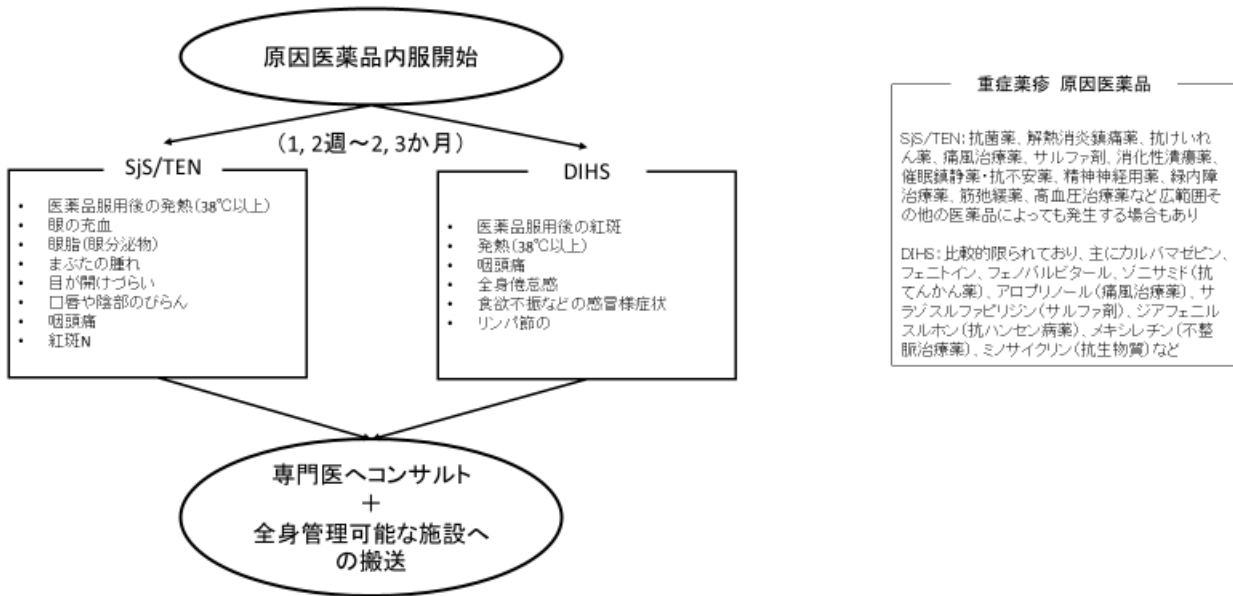 原因医薬品内服開始
(1, 2週～2, 3か月)
SjS/TEN
• 医薬品服用後の発熱(38℃以上)
• 眼の充血
• 眼脂(眼分泌物)
• まぶたの腫れ
• 目が開けづらい
• 口唇や陰部のびらん
• 咽頭痛
• 紅斑N
DIHS
• 医薬品服用後の紅斑
• 発熱(38℃以上)
• 咽頭痛
• 全身倦怠感
• 食欲不振などの感冒様症状
• リンパ節の
専門医へコンサルト
＋
全身管理可能な施設へ
の搬送
重症薬疹 原因医薬品
SjS/TEN:抗菌薬、解熱消炎鎮痛薬、抗けいれ
ん薬、痛風治療薬、サルファ剤、消化性潰瘍薬、
催眠鎮静薬・抗不安薬、精神神経用薬、緑内障
治療薬、筋弛緩薬、高血圧治療薬など広範囲そ
の他の医薬品によっても発生する場合もあり
DIHS:比較的限られており、主にカルバマゼピン、
フェニトイン、フェノバルビタール、ゾニサミド(抗
てんかん薬)、アロプリノール(痛風治療薬)、サ
ラゾスルファピリジン(サルファ剤)、ジアフェニル
スルホン(抗ハンセン病薬)、メキシレチン(不整
脈治療薬)、ミノサイクリン(抗生物質)など